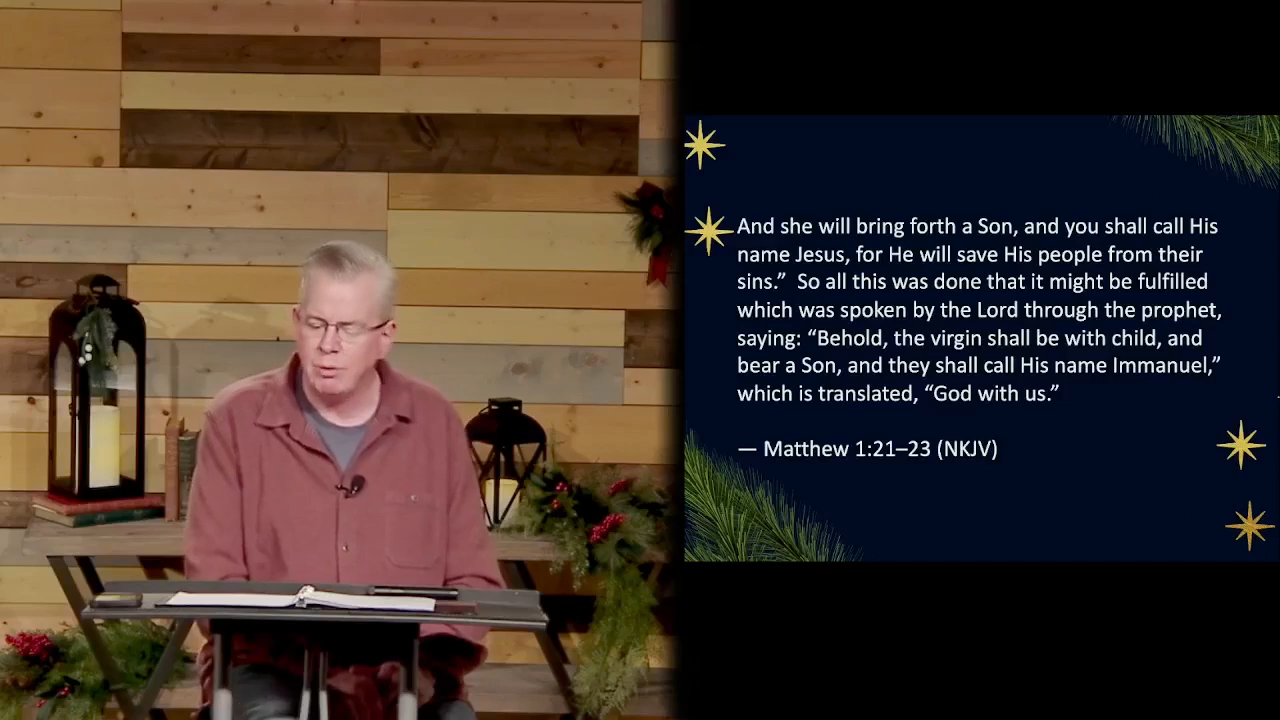 And she will bring forth a Son, and you shall call His
name Jesus, for He will save His people from their
sins.”  So all this was done that it might be fulfilled
which was spoken by the Lord through the prophet,
saying: “Behold, the virgin shall be with child, and
bear a Son, and they shall call His name Immanuel,”
which is translated, “God with us.”
— Matthew 1:21–23 (NKJV)